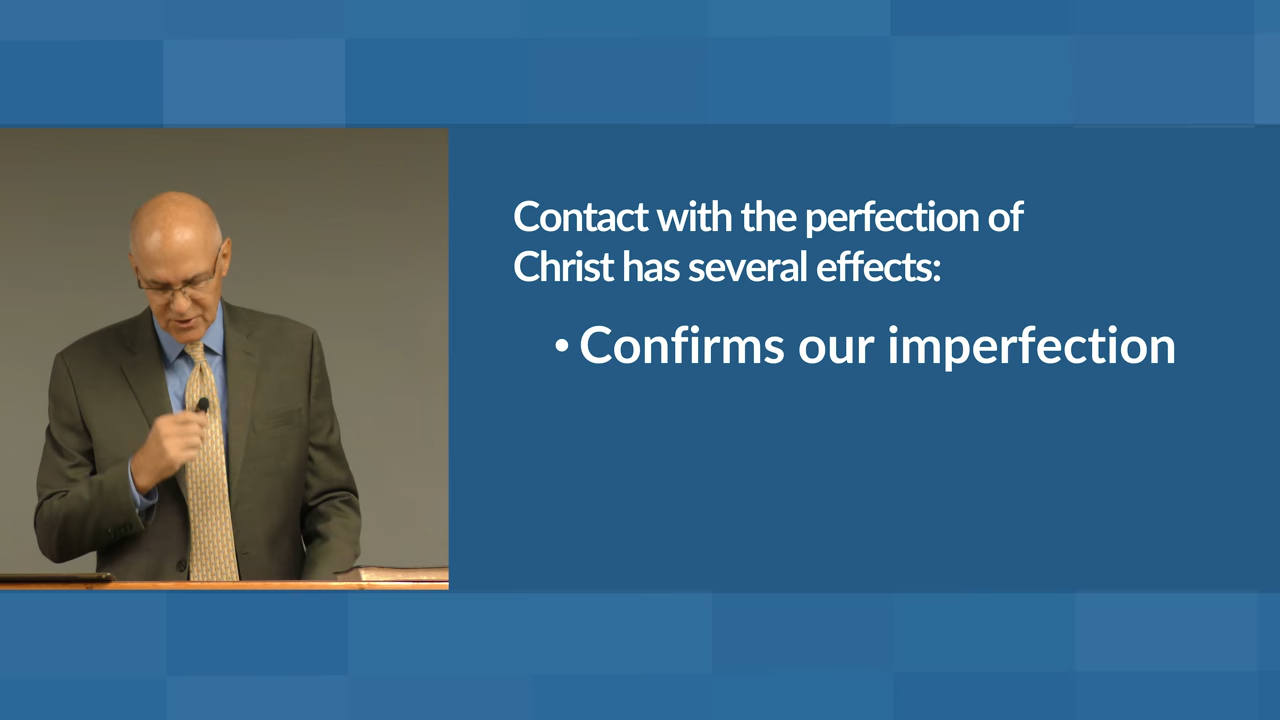 Contact with the perfection of
Christ has several effects:
• Confirms our imperfection